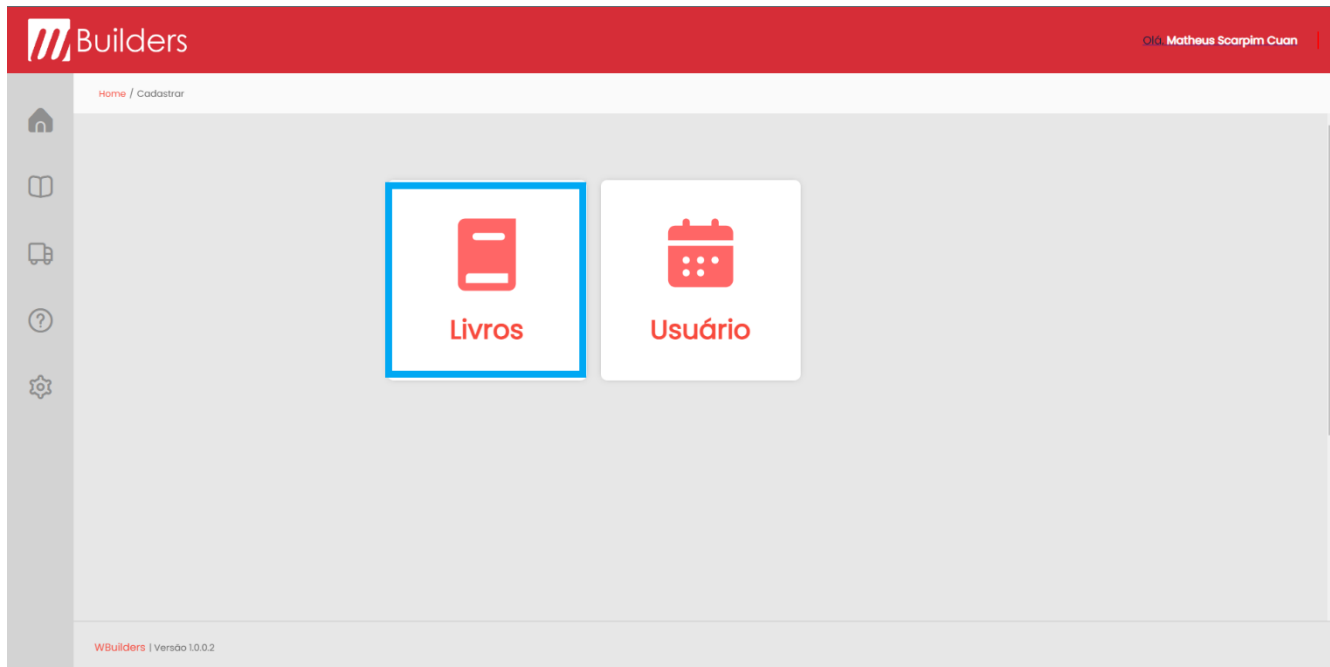 Builders
Olá, Matheus Scarpim Cuan
Home / Cadastrar
Livros
Usuário
WBuilders | Versão 1.0.0.2